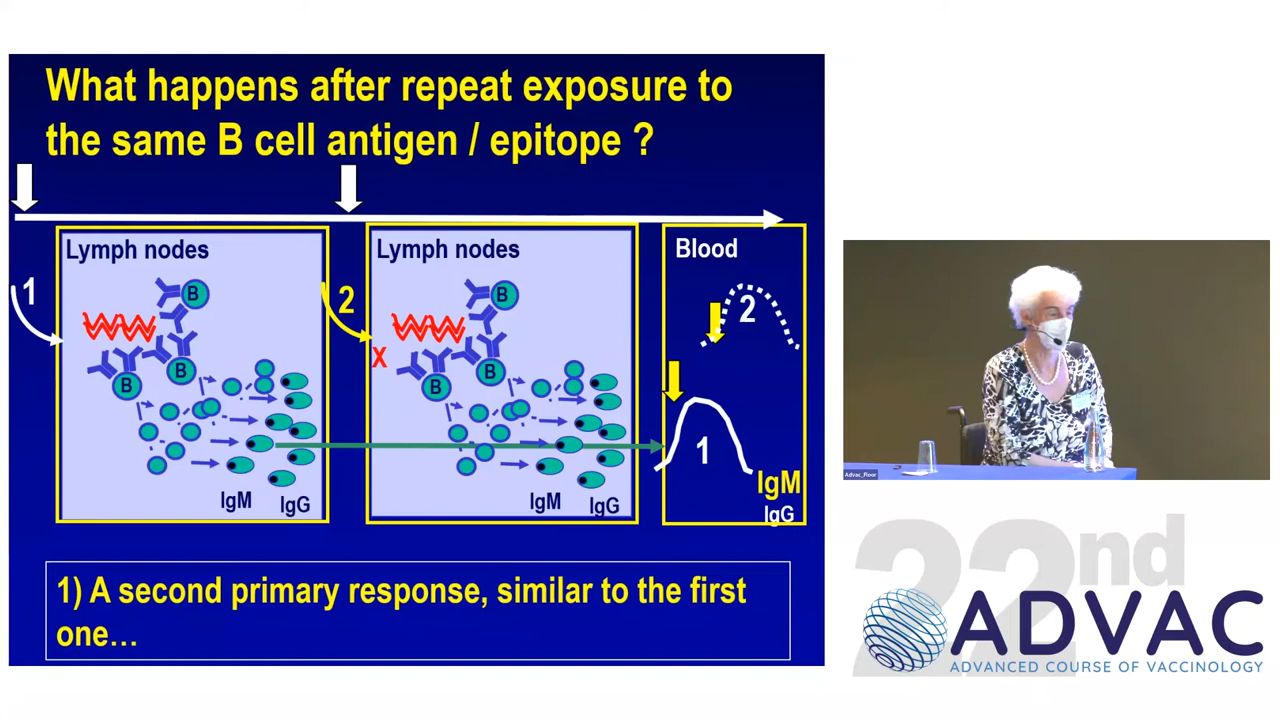 What happens after repeat exposure to
the same B cell antigen / epitope ?
Lymph nodes
Lymph nodes
Blood
1
2
B
B
B
X
B
B
B
2
1
IgM
IgG
IgM
IgG
IgM
IgG
1) A second primary response, similar to the first
one…
Advac_Floor
22nd
ADVAC
ADVANCED COURSE OF VACCINOLOGY